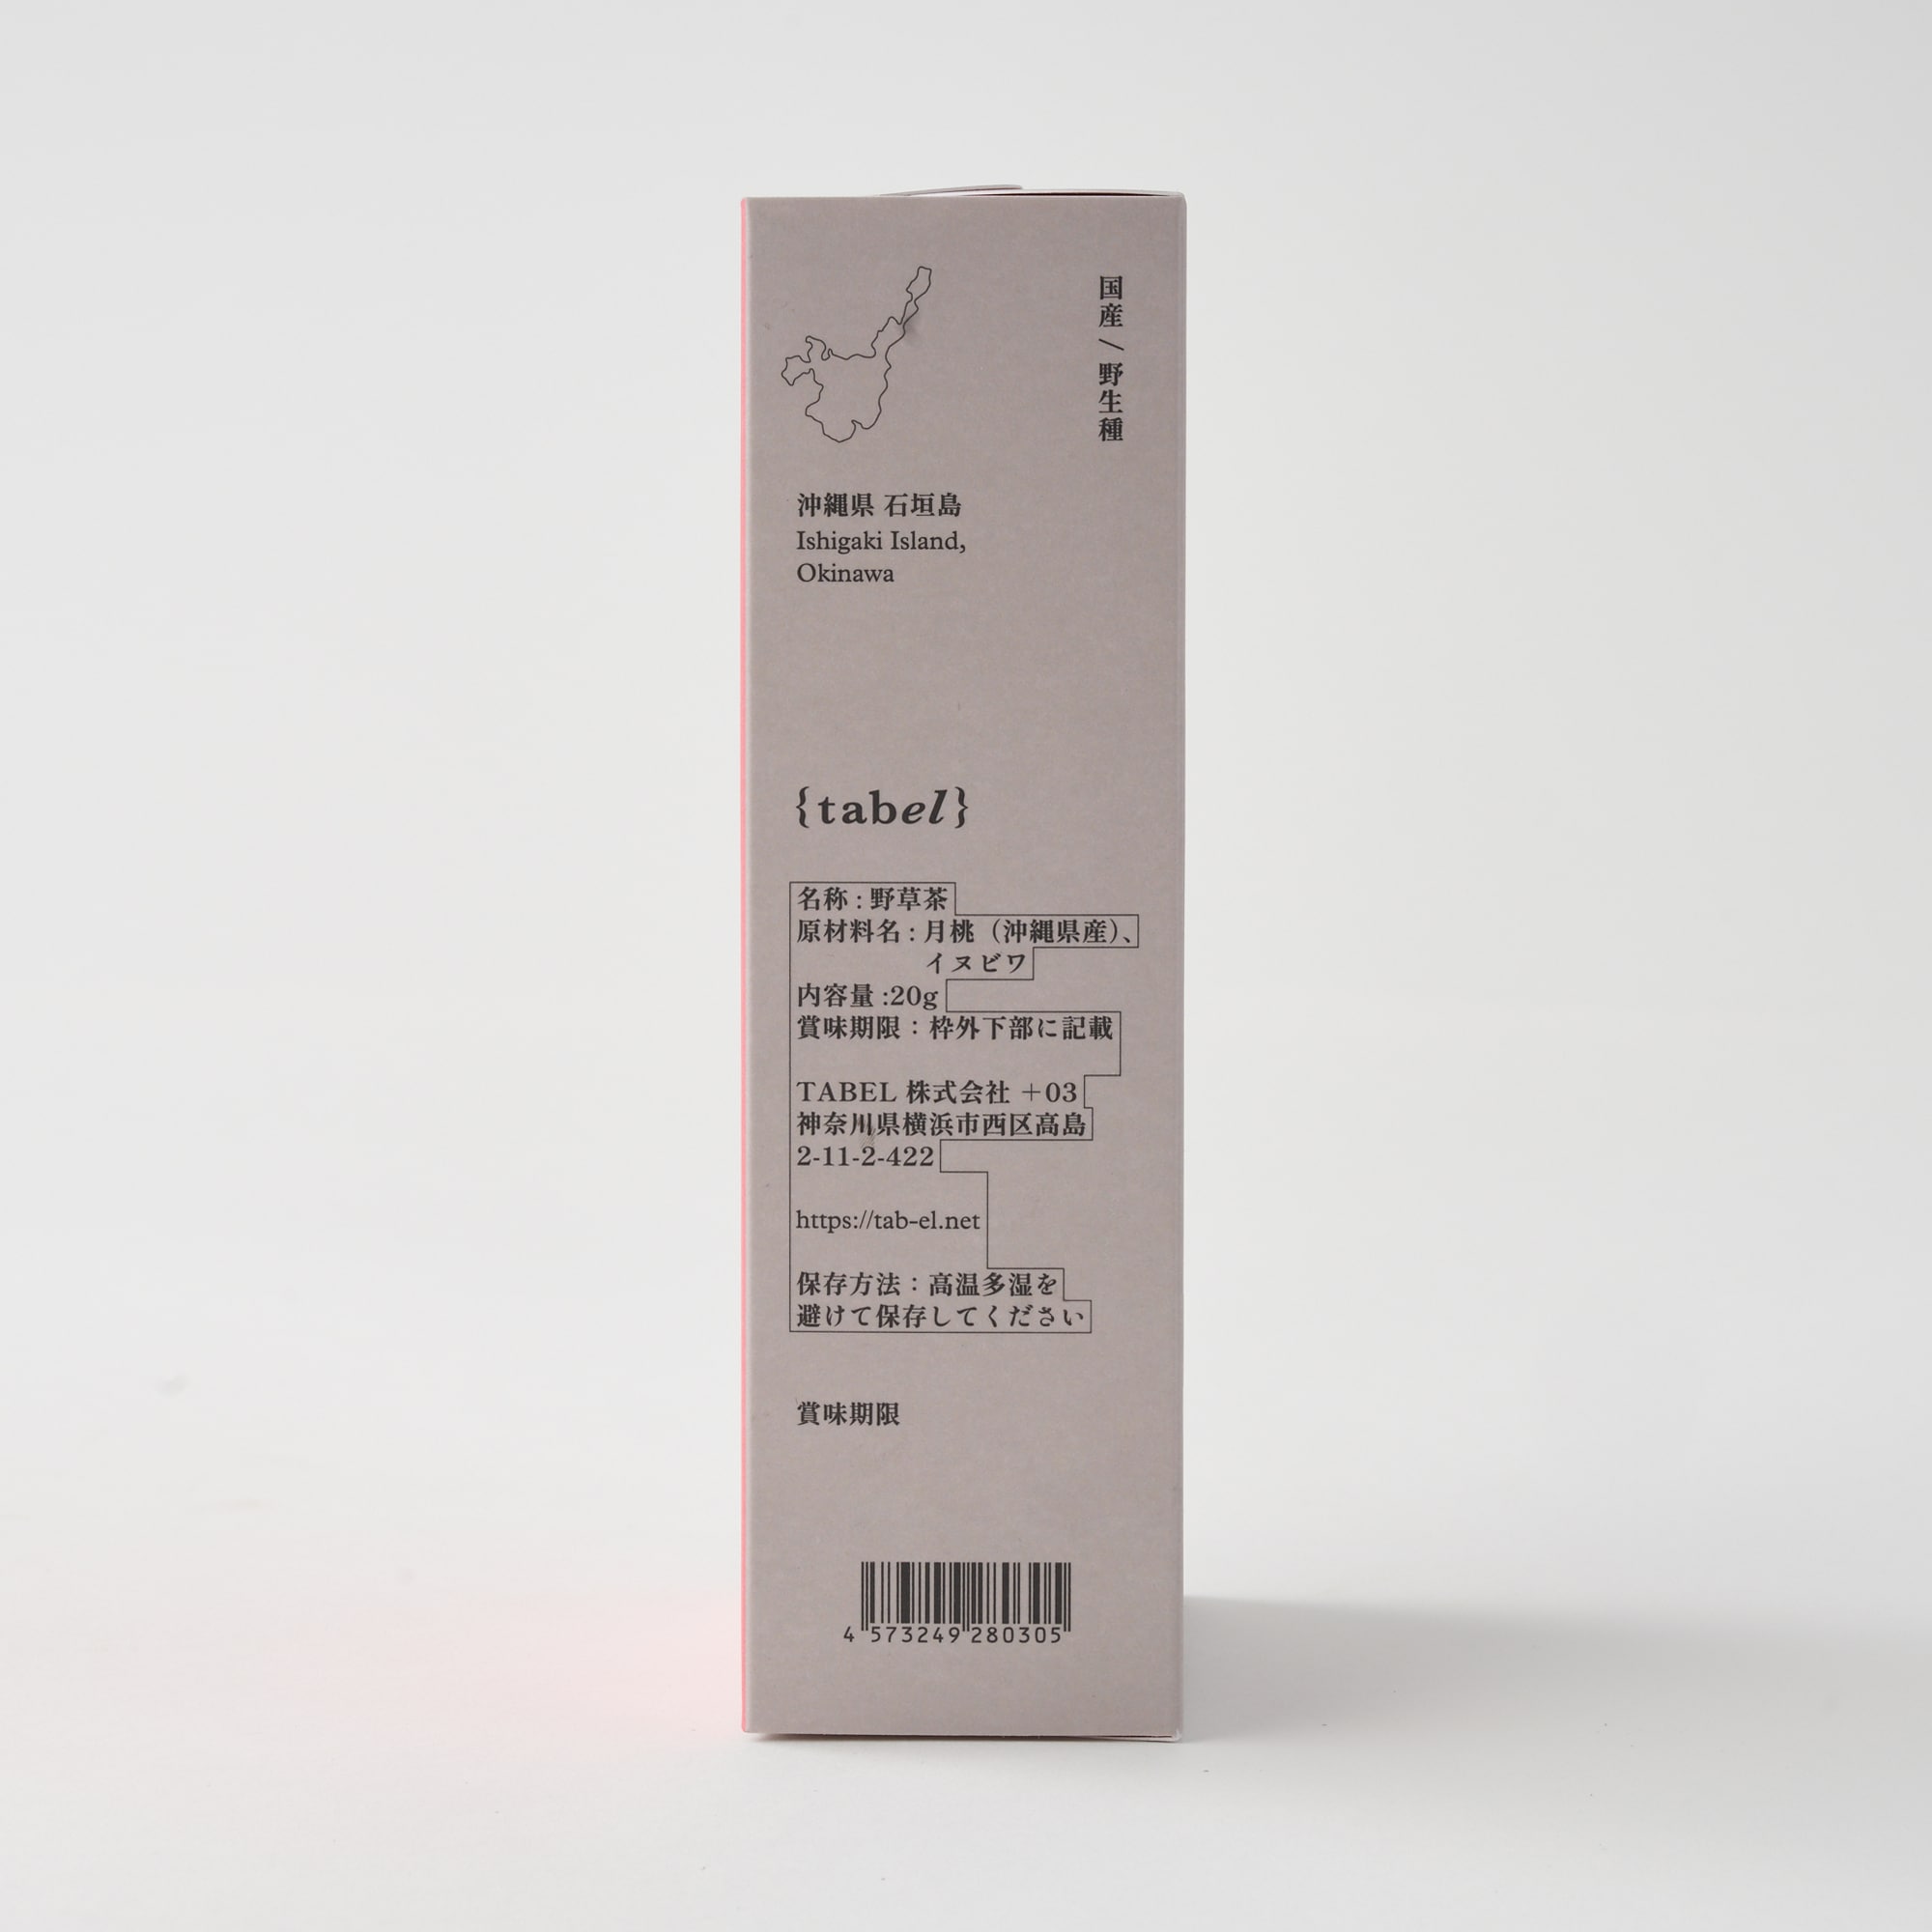 国産 / 野生種
沖縄県 石垣島
Ishigaki Island,
Okinawa
{tabel}
名称 : 野草茶
原材料名 : 月桃（沖縄県産）、
イヌビワ
内容量 :20g
賞味期限：枠外下部に記載
TABEL 株式会社 +03
神奈川県横浜市西区高島
2-11-2-422
https://tab-el.net
保存方法：高温多湿を
避けて保存してください
賞味期限
4 573249 280305